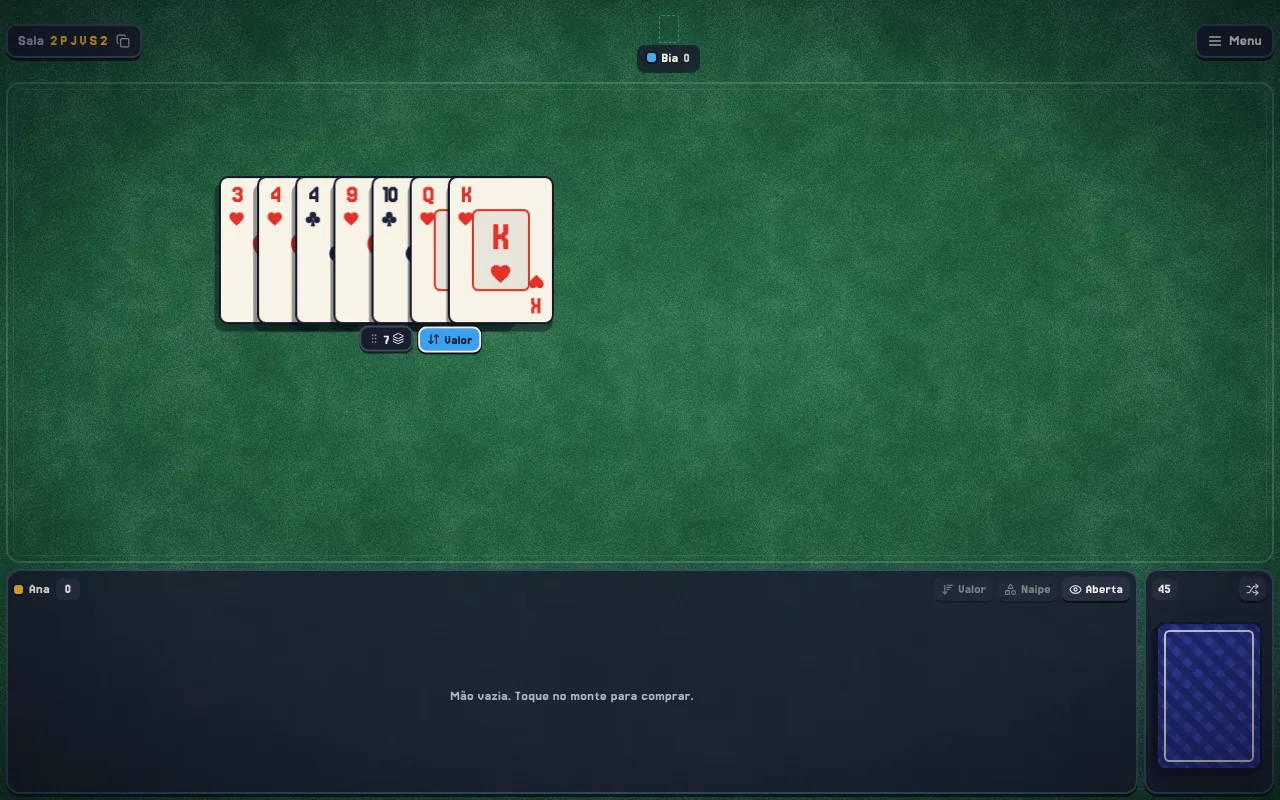 Sala 2PJUS2
Bia 0
Menu
3 4 4 9 10 Q K
K
K
7 Valor
Ana 0
Valor Naipe Aberta
45
Mão vazia. Toque no monte para comprar.